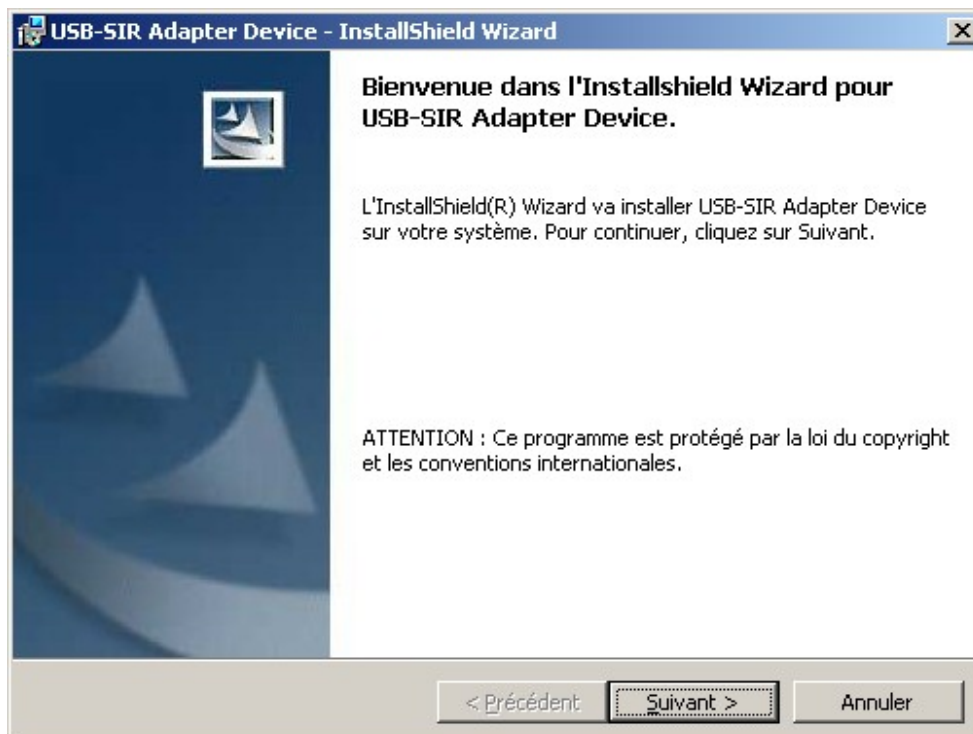 USB-SIR Adapter Device - InstallShield Wizard
Bienvenue dans l'Installshield Wizard pour
USB-SIR Adapter Device.
L'InstallShield(R) Wizard va installer USB-SIR Adapter Device
sur votre système. Pour continuer, cliquez sur Suivant.
ATTENTION : Ce programme est protégé par la loi du copyright
et les conventions internationales.
< Précédent
Suivant >
Annuler